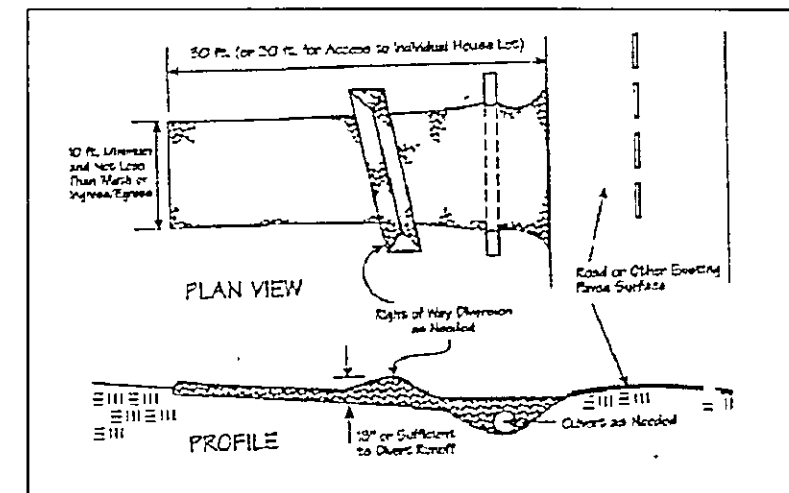 50 ft. (or 30 ft. for Access to Individual House Lot)
10 ft. Minimum
and Not Less
Than Width of
Ingress/Egress
PLAN VIEW
Right of Way Diversion
as Needed
Road or Other Existing
Paved Surface
18" or Sufficient
to Divert Runoff
Culvert as Needed
PROFILE